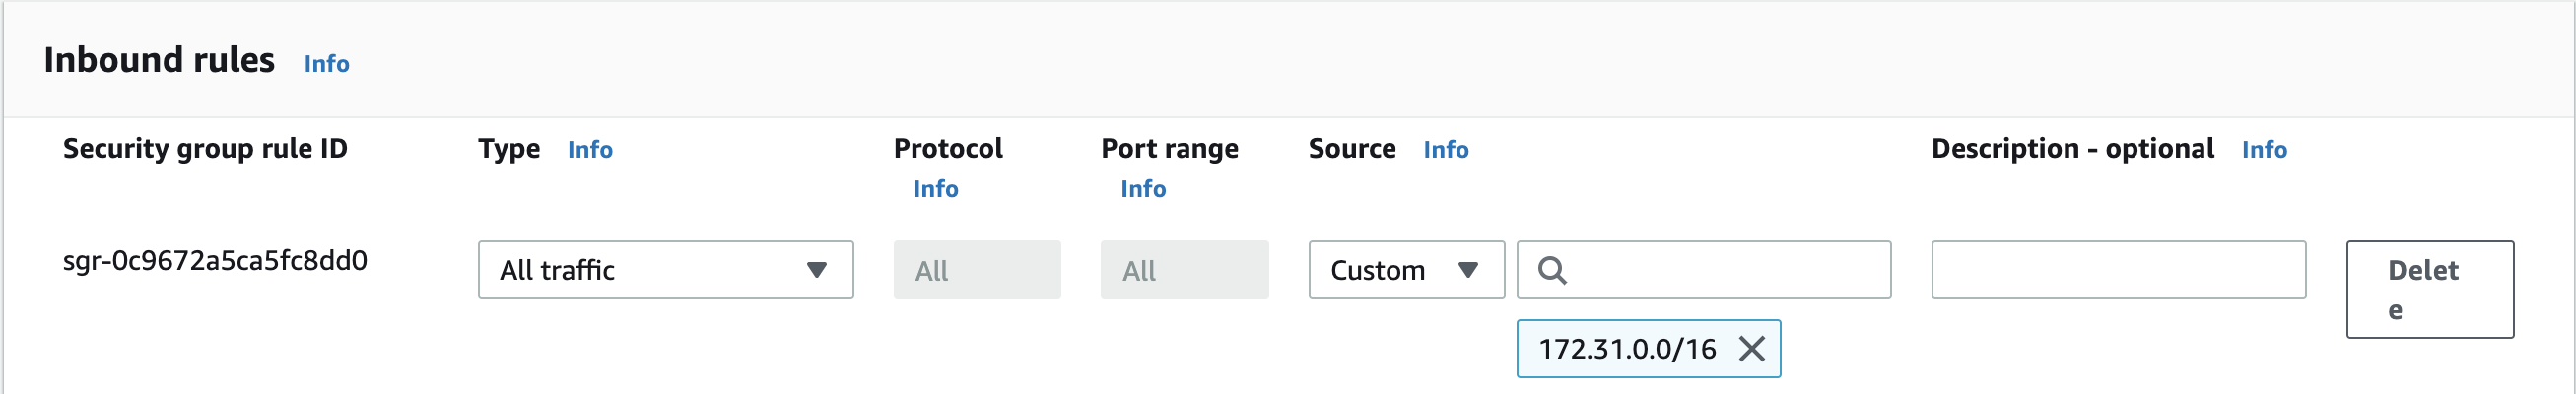 Inbound rules Info
Security group rule ID Type Info Protocol Info Port range Info Source Info Description - optional Info
sgr-0c9672a5ca5fc8dd0 All traffic All All Custom Delete
172.31.0.0/16